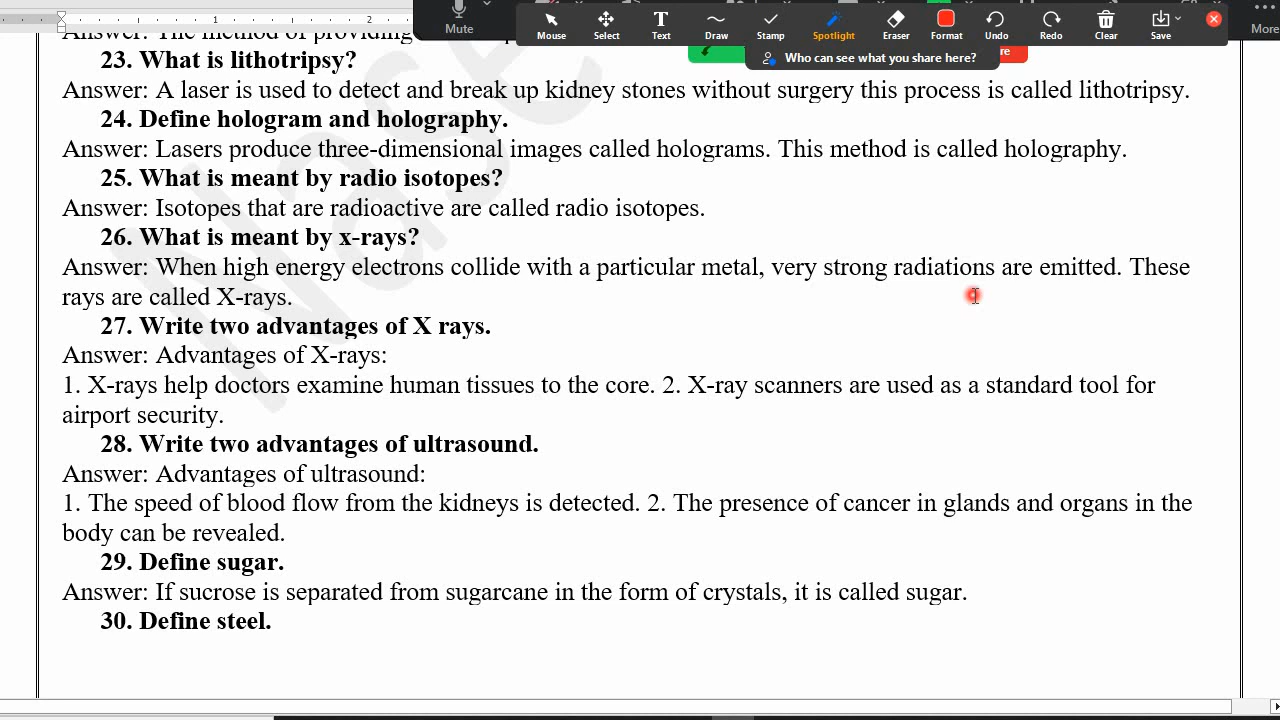 Mute
Mouse
Select
Text
Draw
Stamp
Spotlight
Eraser
Format
Undo
Redo
Clear
Save
More
Who can see what you share here?
1 2
Answer: The method of providing
23. What is lithotripsy?
Answer: A laser is used to detect and break up kidney stones without surgery this process is called lithotripsy.
24. Define hologram and holography.
Answer: Lasers produce three-dimensional images called holograms. This method is called holography.
25. What is meant by radio isotopes?
Answer: Isotopes that are radioactive are called radio isotopes.
26. What is meant by x-rays?
Answer: When high energy electrons collide with a particular metal, very strong radiations are emitted. These
rays are called X-rays.
27. Write two advantages of X rays.
Answer: Advantages of X-rays:
1. X-rays help doctors examine human tissues to the core. 2. X-ray scanners are used as a standard tool for
airport security.
28. Write two advantages of ultrasound.
Answer: Advantages of ultrasound:
1. The speed of blood flow from the kidneys is detected. 2. The presence of cancer in glands and organs in the
body can be revealed.
29. Define sugar.
Answer: If sucrose is separated from sugarcane in the form of crystals, it is called sugar.
30. Define steel.